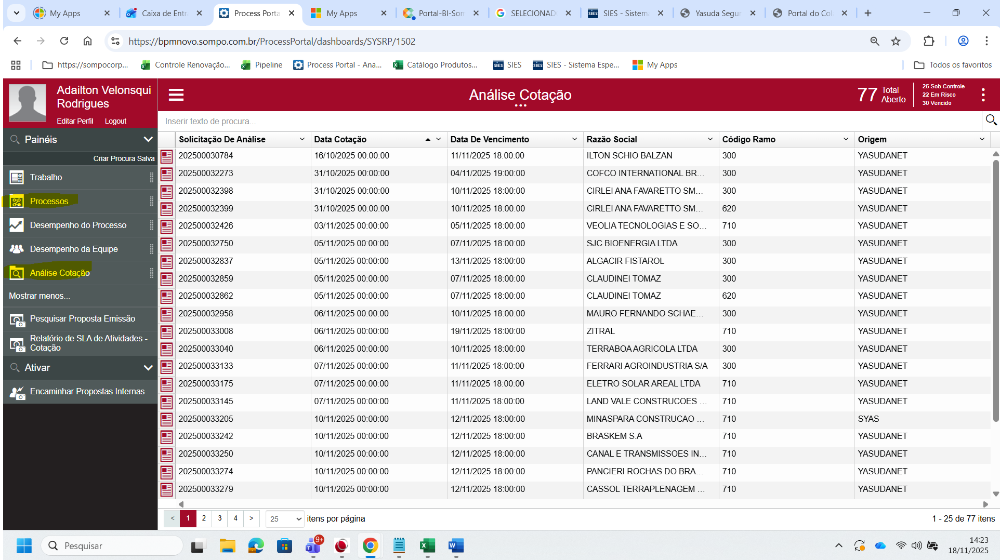 My Apps
Caixa de Entr
Process Porta
My Apps
Portal-BI-Som
SELECIONAD
SIES - Sistema
Yasuda Segur
Portal do Col
https://bpmnovo.sompo.com.br/ProcessPortal/dashboards/SYSRP/1502
https://sompocorp...
Controle Renovação...
Pipeline
Process Portal - Ana...
Catálogo Produtos...
SIES
SIES - Sistema Espe...
My Apps
Todos os favoritos
Adailton Velonsqui
Rodrigues
Editar Perfil Logout
Análise Cotação
77 Total
Aberto
25 Sob Controle
22 Em Risco
30 Vencido
Painéis
Criar Procura Salva
Trabalho
Processos
Desempenho do Processo
Desempenho da Equipe
Análise Cotação
Mostrar menos...
Pesquisar Proposta Emissão
Relatório de SLA de Atividades -
Cotação
Ativar
Encaminhar Propostas Internas
Inserir texto de procura...
Solicitação De Análise Data Cotação Data De Vencimento Razão Social Código Ramo Origem
202500030784 16/10/2025 00:00:00 11/11/2025 18:00:00 ILTON SCHIO BALZAN 300 YASUDANET
202500032273 31/10/2025 00:00:00 04/11/2025 19:00:00 COFCO INTERNATIONAL BR... 300 YASUDANET
202500032398 31/10/2025 00:00:00 10/11/2025 18:00:00 CIRLEI ANA FAVARETTO SM... 300 YASUDANET
202500032399 31/10/2025 00:00:00 10/11/2025 18:00:00 CIRLEI ANA FAVARETTO SM... 620 YASUDANET
202500032426 03/11/2025 00:00:00 05/11/2025 18:00:00 VEOLIA TECNOLOGIAS E SO... 710 YASUDANET
202500032750 05/11/2025 00:00:00 07/11/2025 18:00:00 SJC BIOENERGIA LTDA 300 YASUDANET
202500032837 05/11/2025 00:00:00 13/11/2025 18:00:00 ALGACIR FISTAROL 300 YASUDANET
202500032859 05/11/2025 00:00:00 07/11/2025 18:00:00 CLAUDINEI TOMAZ 300 YASUDANET
202500032862 05/11/2025 00:00:00 07/11/2025 18:00:00 CLAUDINEI TOMAZ 620 YASUDANET
202500032958 06/11/2025 00:00:00 10/11/2025 18:00:00 MAURO FERNANDO SCHAE... 300 YASUDANET
202500033008 06/11/2025 00:00:00 19/11/2025 18:00:00 ZITRAL 710 YASUDANET
202500033040 06/11/2025 00:00:00 10/11/2025 18:00:00 TERRABOA AGRICOLA LTDA 300 YASUDANET
202500033133 07/11/2025 00:00:00 11/11/2025 18:00:00 FERRARI AGROINDUSTRIA S/A 300 YASUDANET
202500033175 07/11/2025 00:00:00 11/11/2025 18:00:00 ELETRO SOLAR AREAL LTDA 710 YASUDANET
202500033145 07/11/2025 00:00:00 11/11/2025 18:00:00 LAND VALE CONSTRUCOES ... 710 YASUDANET
202500033205 10/11/2025 00:00:00 12/11/2025 18:00:00 MINASPARA CONSTRUCAO ... 710 SYAS
202500033242 10/11/2025 00:00:00 12/11/2025 18:00:00 BRASKEM S.A 710 YASUDANET
202500033250 10/11/2025 00:00:00 12/11/2025 18:00:00 CANAL E TRANSMISSOES IN... 710 YASUDANET
202500033274 10/11/2025 00:00:00 12/11/2025 18:00:00 PANCIERI ROCHAS DO BRA... 710 YASUDANET
202500033279 10/11/2025 00:00:00 12/11/2025 18:00:00 CASSOL TERRAPLENAGEM ... 710 YASUDANET
< 1 2 3 4 > 25 itens por página 1 - 25 de 77 itens
Pesquisar
9+
14:23
18/11/2025